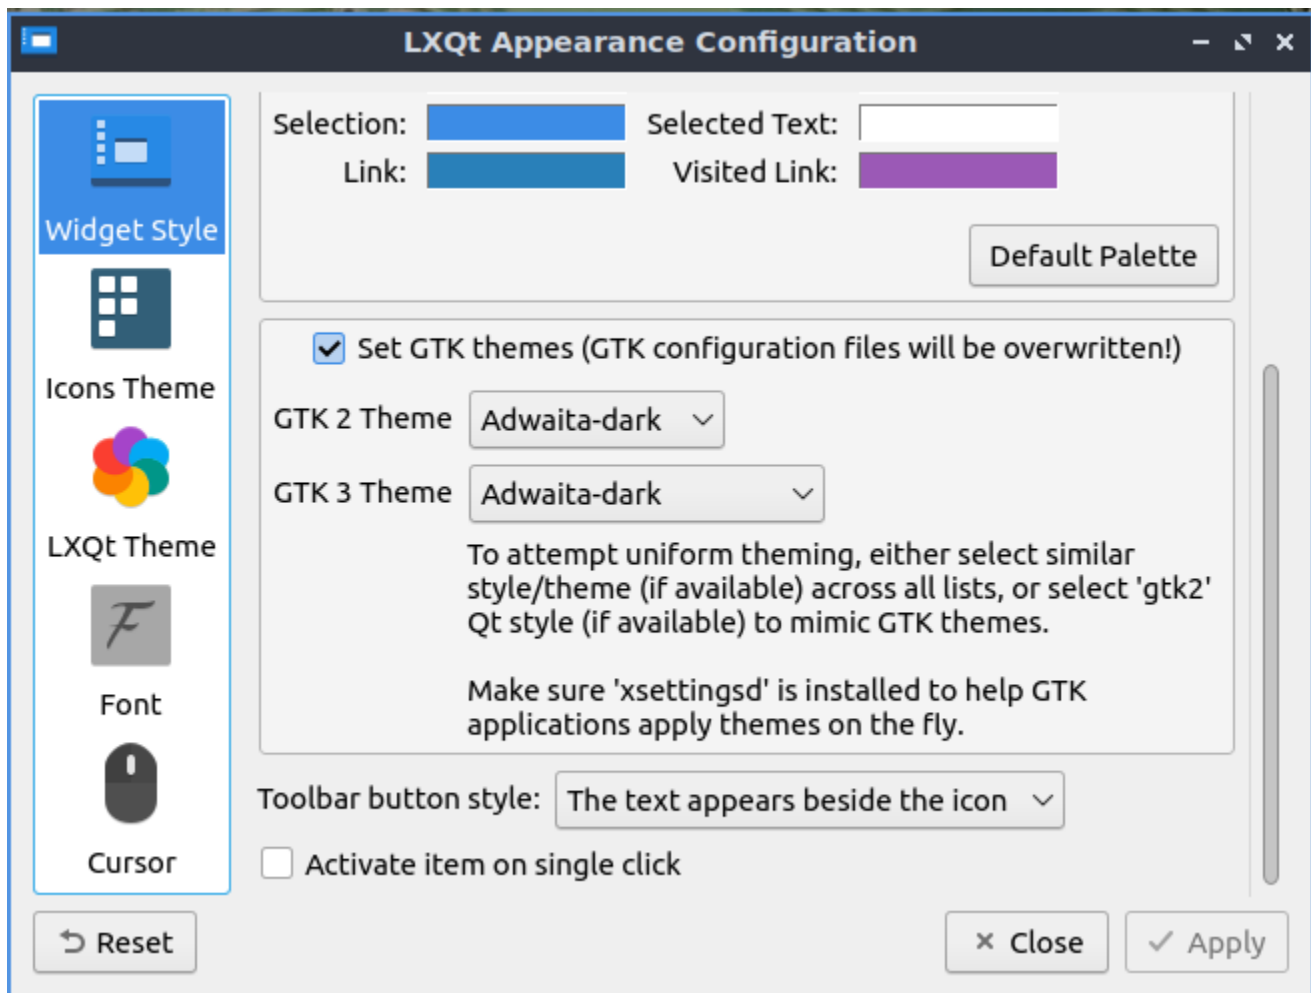 LXQt Appearance Configuration
Widget Style
Icons Theme
LXQt Theme
Font
Cursor
Selection:
Selected Text:
Link:
Visited Link:
Default Palette
Set GTK themes (GTK configuration files will be overwritten!)
GTK 2 Theme
Adwaita-dark
GTK 3 Theme
Adwaita-dark
To attempt uniform theming, either select similar
style/theme (if available) across all lists, or select 'gtk2'
Qt style (if available) to mimic GTK themes.
Make sure 'xsettingsd' is installed to help GTK
applications apply themes on the fly.
Toolbar button style:
The text appears beside the icon
Activate item on single click
Reset
Close
Apply